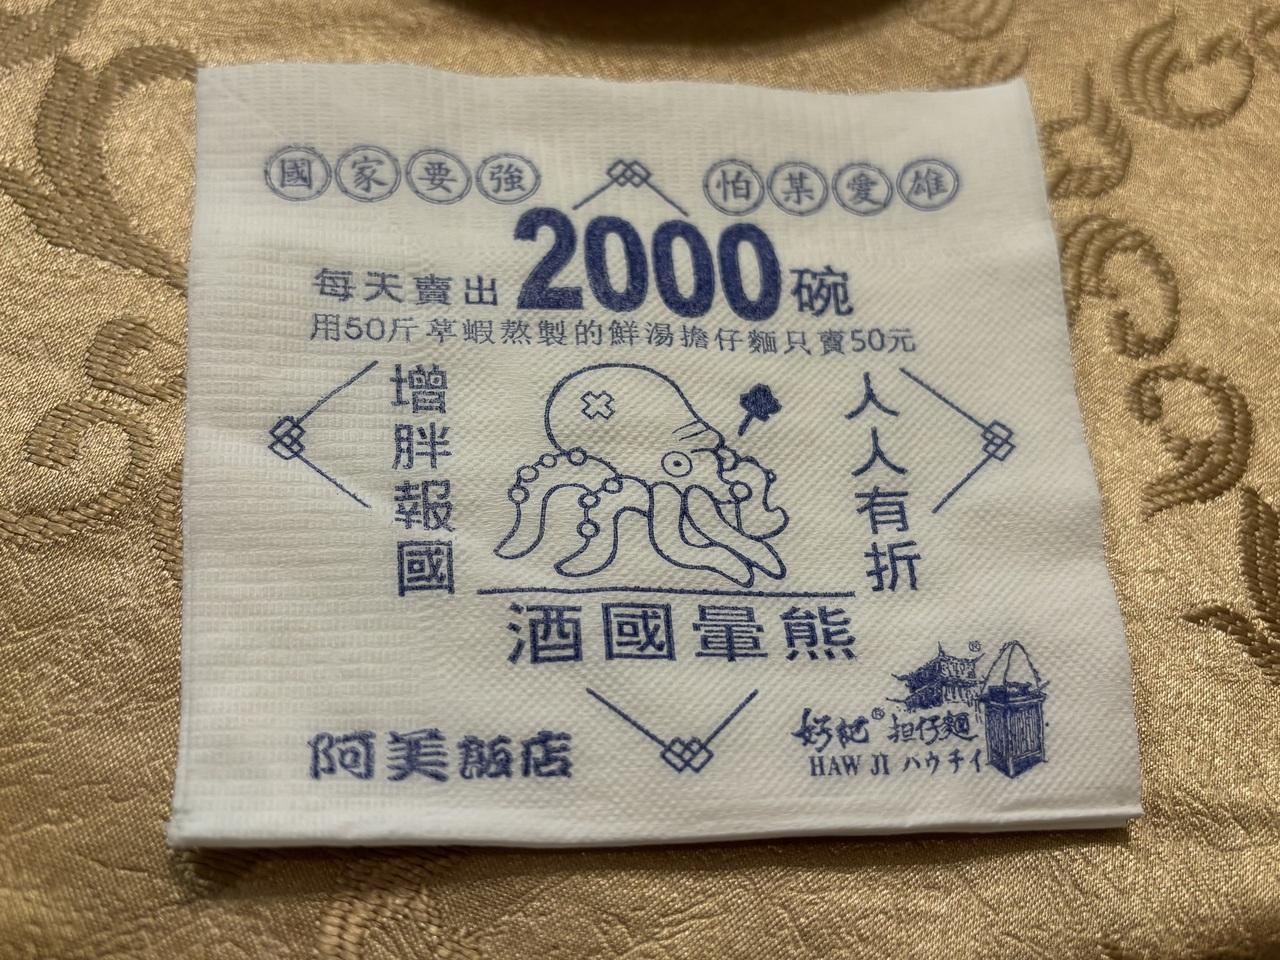 國家要強 怕某愛雄
每天賣出2000碗
用50斤草蝦熬製的鮮湯擔仔麵只賣50元
增胖報國
人人有折
酒國暈熊
阿美飯店
好記® 担仔麵®
HAW JI ハウチイ